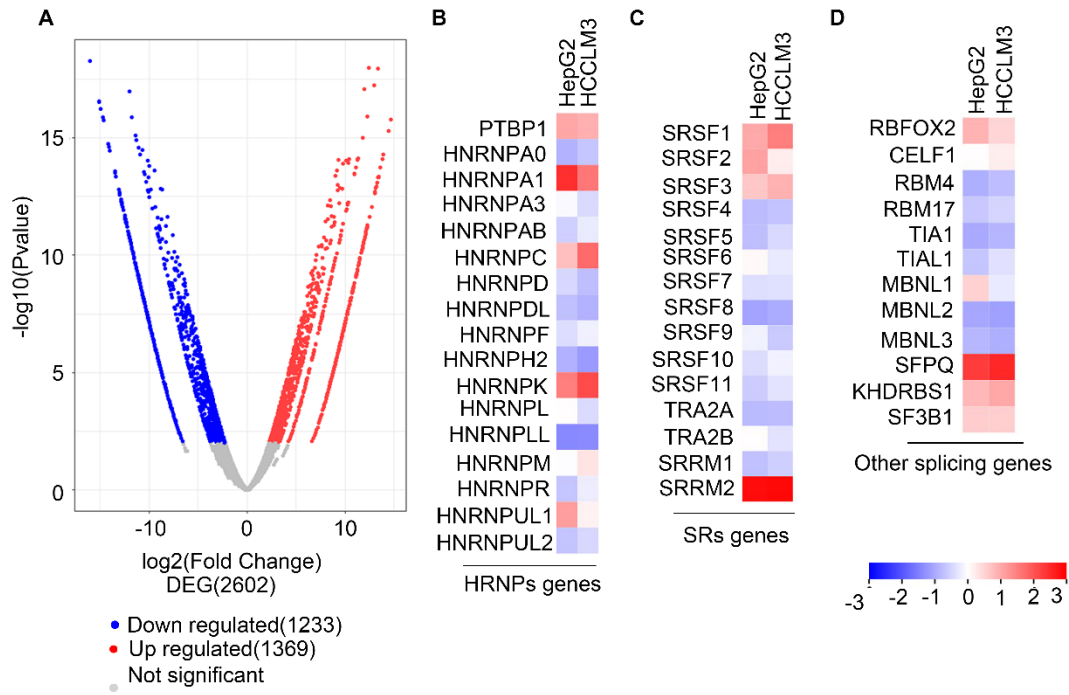 A
-log10(Pvalue)
15
10
5
0
-10
0
10
log2(Fold Change)
DEG(2602)
Down regulated(1233)
Up regulated(1369)
Not significant
B
HepG2
HCCLM3
PTBP1
HNRNPA0
HNRNPA1
HNRNPA3
HNRNPAB
HNRNPC
HNRNPD
HNRNPDL
HNRNPF
HNRNPH2
HNRNPK
HNRNPL
HNRNPLL
HNRNPM
HNRNPR
HNRNPUL1
HNRNPUL2
HRNPs genes
C
HepG2
HCCLM3
SRSF1
SRSF2
SRSF3
SRSF4
SRSF5
SRSF6
SRSF7
SRSF8
SRSF9
SRSF10
SRSF11
TRA2A
TRA2B
SRRM1
SRRM2
SRs genes
D
HepG2
HCCLM3
RBFOX2
CELF1
RBM4
RBM17
TIA1
TIAL1
MBNL1
MBNL2
MBNL3
SFPQ
KHDRBS1
SF3B1
Other splicing genes
-3 -2 -1 0 1 2 3